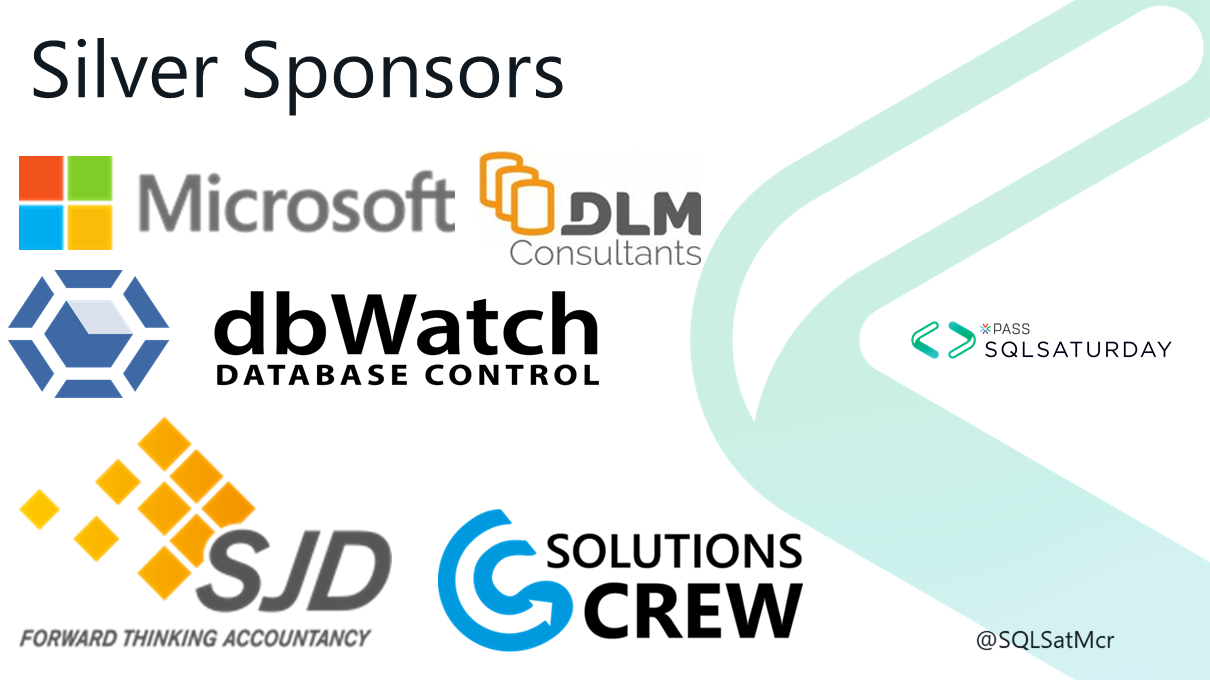 Silver Sponsors
Microsoft
DLM
Consultants
dbWatch
DATABASE CONTROL
PASS
SQLSATURDAY
SJD
FORWARD THINKING ACCOUNTANCY
SOLUTIONS
CREW
@SQLSatMcr